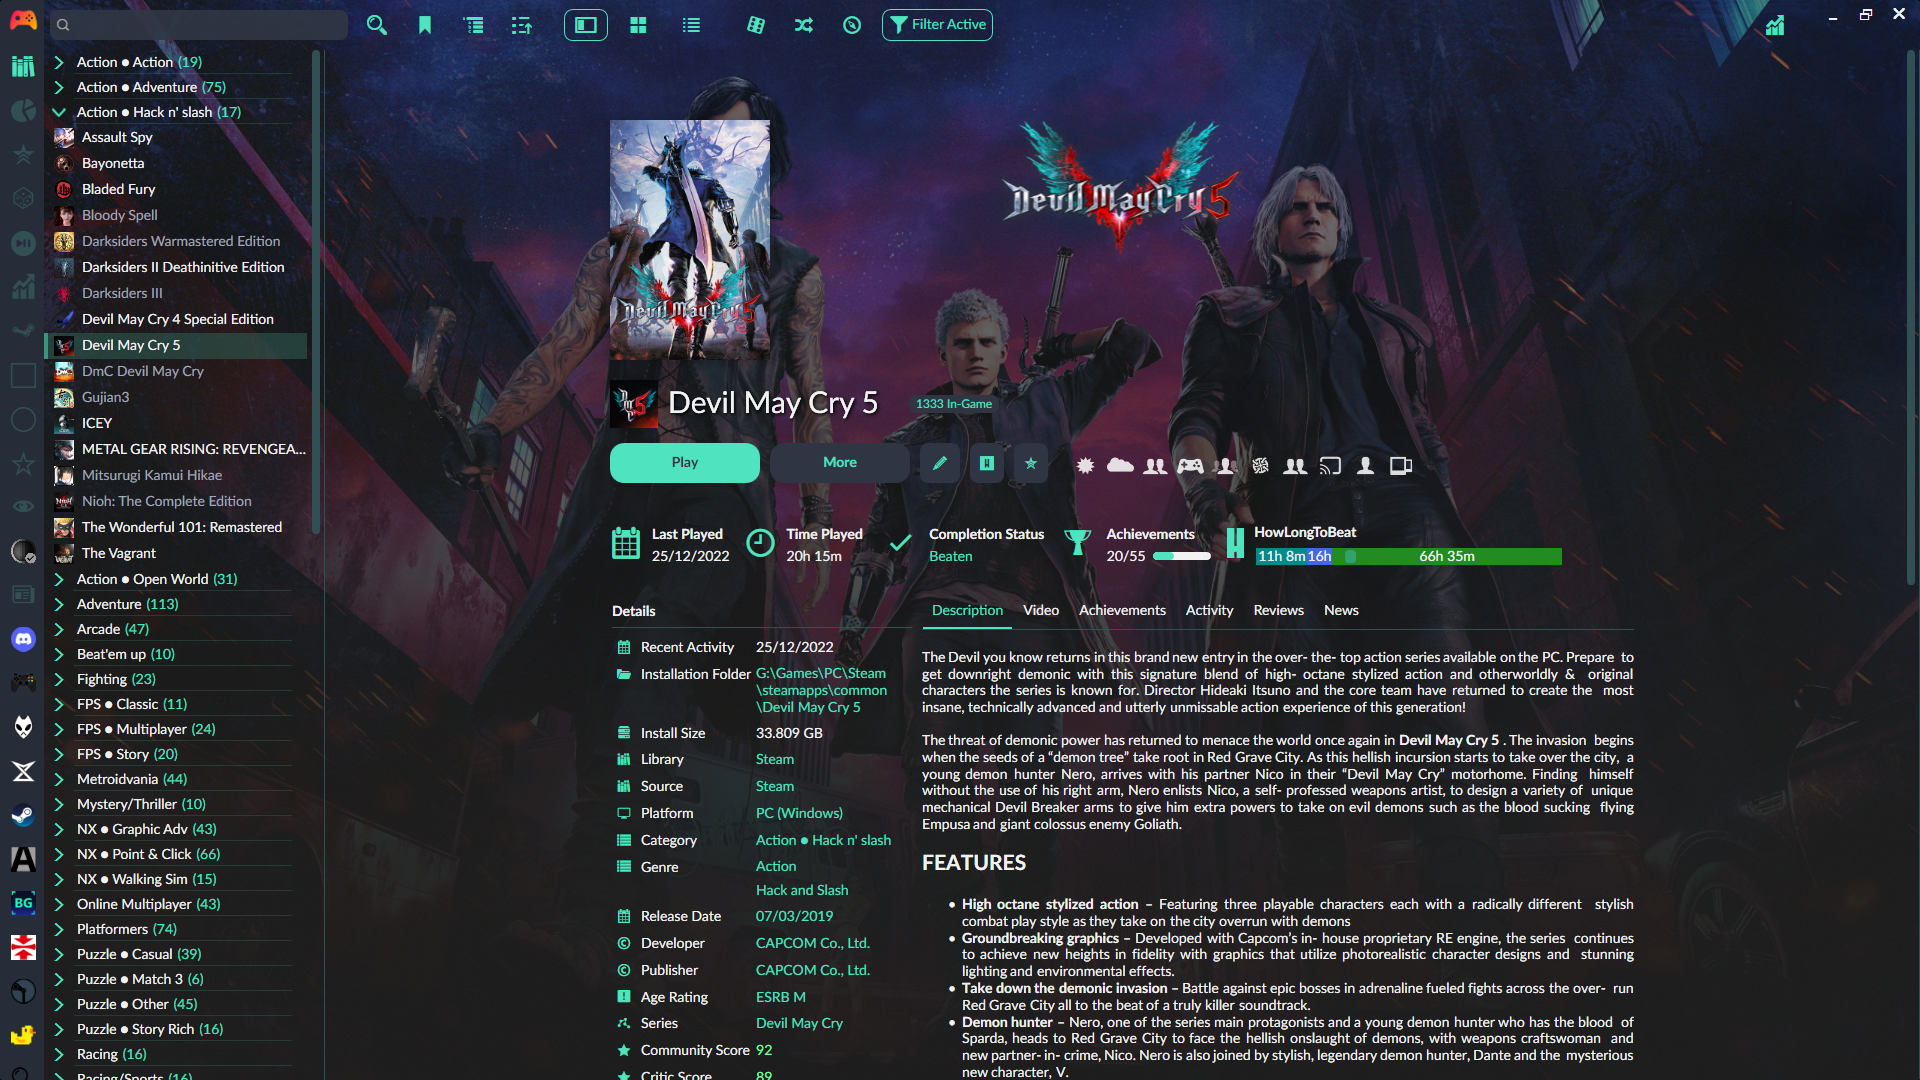 Filter Active
Action ● Action (19)
Action ● Adventure (75)
Action ● Hack n' slash (17)
Assault Spy
Bayonetta
Bladed Fury
Bloody Spell
Darksiders Warmastered Edition
Darksiders II Deathinitive Edition
Darksiders III
Devil May Cry 4 Special Edition
Devil May Cry 5
DmC Devil May Cry
Gujian3
ICEY
METAL GEAR RISING: REVENGEA...
Mitsurugi Kamui Hikae
Nioh: The Complete Edition
The Wonderful 101: Remastered
The Vagrant
Action ● Open World (31)
Adventure (113)
Arcade (47)
Beat'em up (10)
Fighting (23)
FPS ● Classic (11)
FPS ● Multiplayer (24)
FPS ● Story (20)
Metroidvania (44)
Mystery/Thriller (10)
NX ● Graphic Adv (43)
NX ● Point & Click (66)
NX ● Walking Sim (15)
Online Multiplayer (43)
Platformers (74)
Puzzle ● Casual (39)
Puzzle ● Match 3 (6)
Puzzle ● Other (45)
Puzzle ● Story Rich (16)
Racing (16)
Racing/Sports (16)
BG
Devil May Cry 5
Devil May Cry 5
DMC 5
Devil May Cry 5
1333 In-Game
Play
More
Last Played
25/12/2022
Time Played
20h 15m
Completion Status
Beaten
Achievements
20/55
HowLongToBeat
11h 8m 16h 66h 35m
Details
Recent Activity 25/12/2022
Installation Folder G:\Games\PC\Steam
\steamapps\common
\Devil May Cry 5
Install Size 33.809 GB
Library Steam
Source Steam
Platform PC (Windows)
Category Action ● Hack n' slash
Genre Action
Hack and Slash
Release Date 07/03/2019
Developer CAPCOM Co., Ltd.
Publisher CAPCOM Co., Ltd.
Age Rating ESRB M
Series Devil May Cry
Community Score 92
Critic Score 89
Description Video Achievements Activity Reviews News
The Devil you know returns in this brand new entry in the over- the- top action series available on the PC. Prepare to
get downright demonic with this signature blend of high- octane stylized action and otherworldly & original
characters the series is known for. Director Hideaki Itsuno and the core team have returned to create the most
insane, technically advanced and utterly unmissable action experience of this generation!
The threat of demonic power has returned to menace the world once again in Devil May Cry 5 . The invasion begins
when the seeds of a “demon tree” take root in Red Grave City. As this hellish incursion starts to take over the city, a
young demon hunter Nero, arrives with his partner Nico in their “Devil May Cry” motorhome. Finding himself
without the use of his right arm, Nero enlists Nico, a self- professed weapons artist, to design a variety of unique
mechanical Devil Breaker arms to give him extra powers to take on evil demons such as the blood sucking flying
Empusa and giant colossus enemy Goliath.
FEATURES
● High octane stylized action – Featuring three playable characters each with a radically different stylish
combat play style as they take on the city overrun with demons
● Groundbreaking graphics – Developed with Capcom’s in- house proprietary RE engine, the series continues
to achieve new heights in fidelity with graphics that utilize photorealistic character designs and stunning
lighting and environmental effects.
● Take down the demonic invasion – Battle against epic bosses in adrenaline fueled fights across the over- run
Red Grave City all to the beat of a truly killer soundtrack.
● Demon hunter – Nero, one of the series main protagonists and a young demon hunter who has the blood of
Sparda, heads to Red Grave City to face the hellish onslaught of demons, with weapons craftswoman and
new partner- in- crime, Nico. Nero is also joined by stylish, legendary demon hunter, Dante and the mysterious
new character, V.